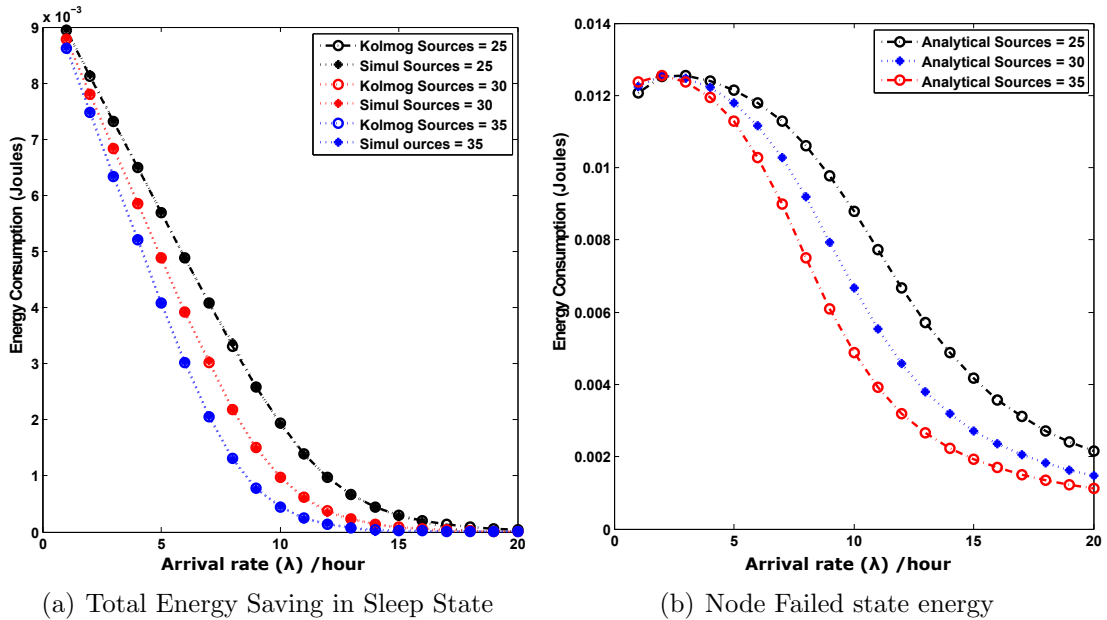 x 10⁻³
9
8
7
6
5
4
3
2
1
0
Energy Consumption (Joules)
Kolmog Sources = 25
Simul Sources = 25
Kolmog Sources = 30
Simul Sources = 30
Kolmog Sources = 35
Simul ources = 35
0 5 10 15 20
Arrival rate (λ) /hour
(a) Total Energy Saving in Sleep State
0.014
0.012
0.01
0.008
0.006
0.004
0.002
0
Energy Consumption (Joules)
Analytical Sources = 25
Analytical Sources = 30
Analytical Sources = 35
0 5 10 15 20
Arrival rate (λ) /hour
(b) Node Failed state energy